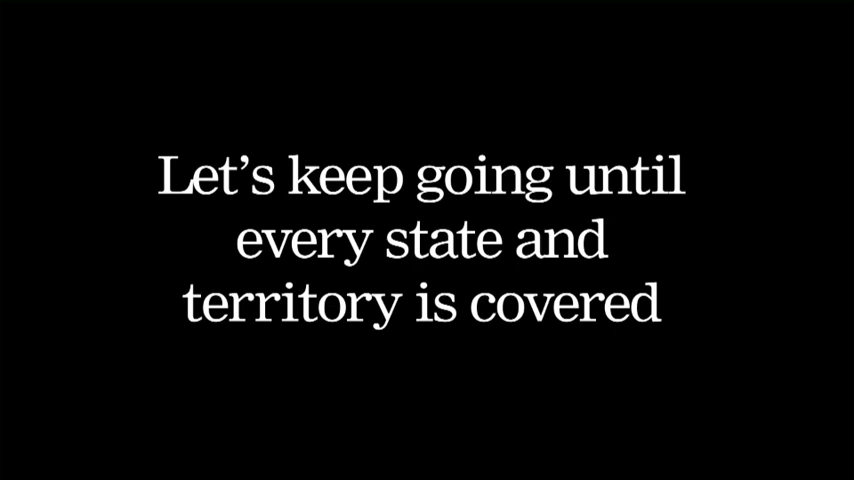 Let’s keep going until
every state and
territory is covered